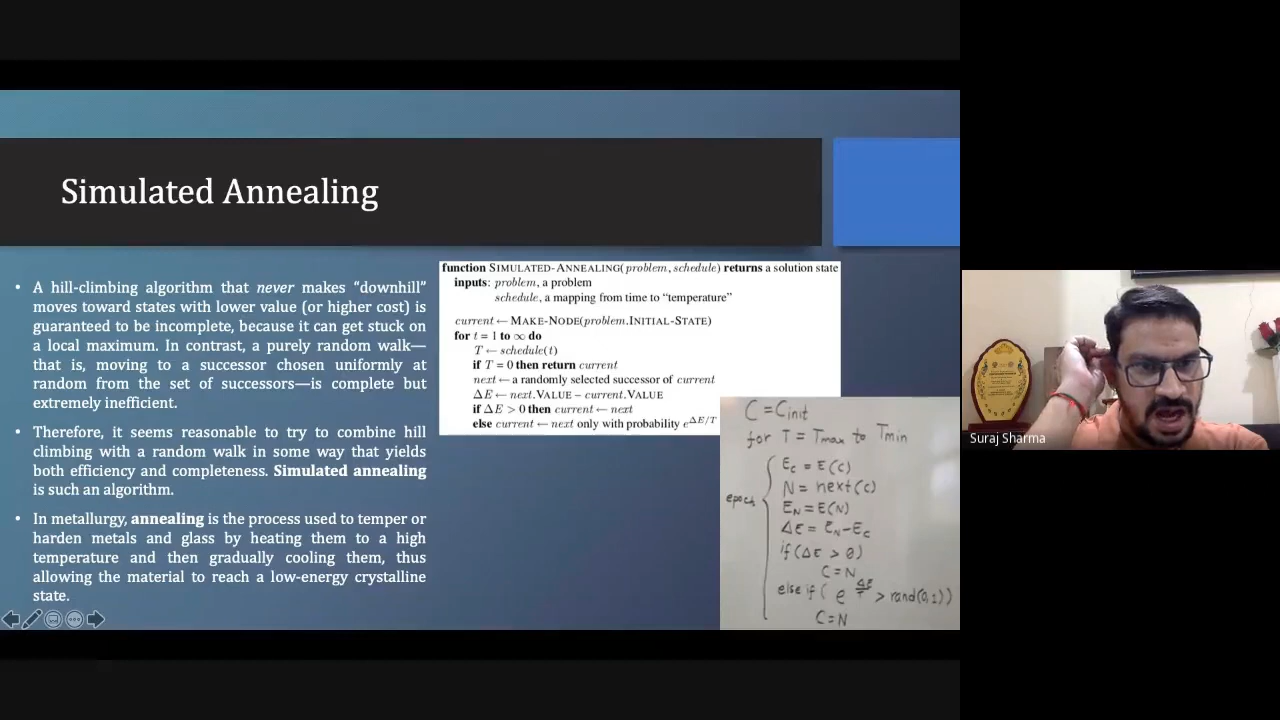 Simulated Annealing
• A hill-climbing algorithm that never makes “downhill”
moves toward states with lower value (or higher cost) is
guaranteed to be incomplete, because it can get stuck on
a local maximum. In contrast, a purely random walk—
that is, moving to a successor chosen uniformly at
random from the set of successors—is complete but
extremely inefficient.
• Therefore, it seems reasonable to try to combine hill
climbing with a random walk in some way that yields
both efficiency and completeness. Simulated annealing
is such an algorithm.
• In metallurgy, annealing is the process used to temper or
harden metals and glass by heating them to a high
temperature and then gradually cooling them, thus
allowing the material to reach a low-energy crystalline
state.
function SIMULATED-ANNEALING(problem, schedule) returns a solution state
inputs: problem, a problem
schedule, a mapping from time to “temperature”
current ← MAKE-NODE(problem.INITIAL-STATE)
for t = 1 to ∞ do
T ← schedule(t)
if T = 0 then return current
next ← a randomly selected successor of current
ΔE ← next.VALUE – current.VALUE
if ΔE > 0 then current ← next
else current ← next only with probability e^ΔE/T
C = Cinit
for T = Tmax to Tmin
epoch
Ec = E(c)
N = next(c)
EN = E(N)
ΔE = EN - Ec
if (ΔE > 0)
C = N
else if ( e^ΔE/T > rand(0,1))
C = N
Suraj Sharma